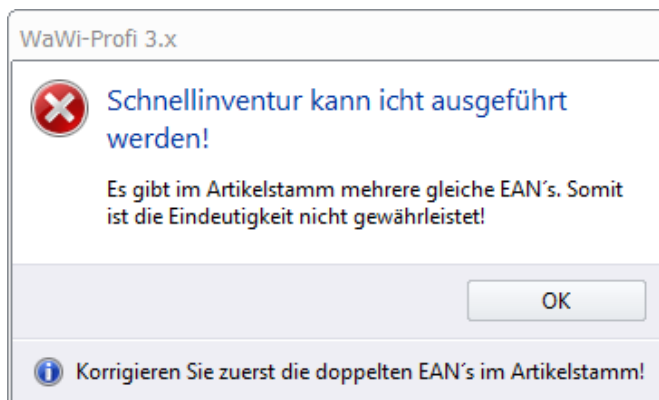 WaWi-Profi 3.x
Schnellinventur kann icht ausgeführt
werden!
Es gibt im Artikelstamm mehrere gleiche EAN´s. Somit
ist die Eindeutigkeit nicht gewährleistet!
OK
Korrigieren Sie zuerst die doppelten EAN´s im Artikelstamm!